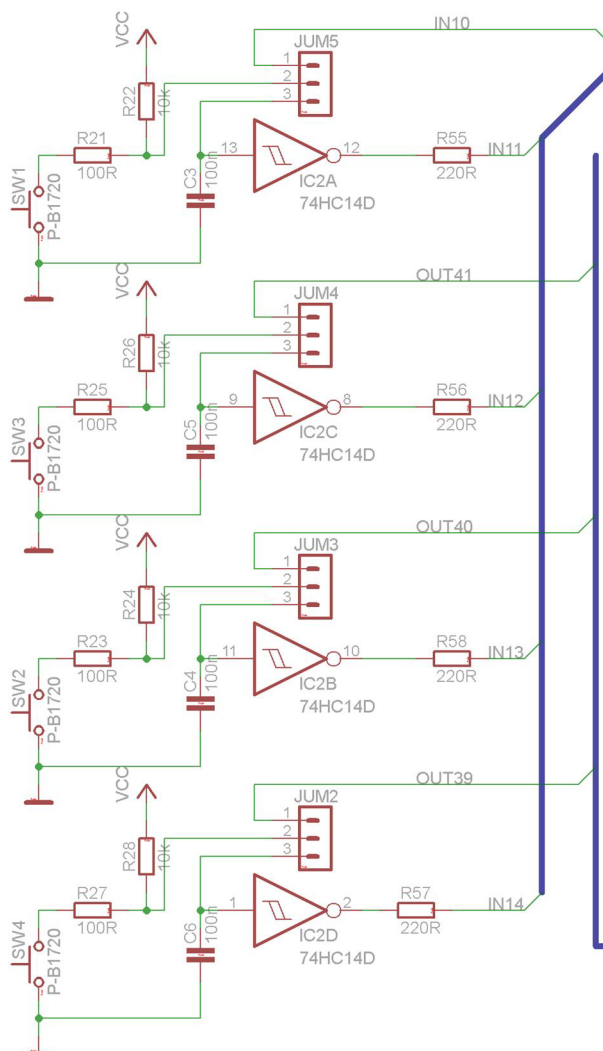 IN10
VCC
JUM5
1
R22
10k
2
3
R21
13
12
R55
IN11
SW1
P-B1720
100R
C3
100n
IC2A
220R
74HC14D
OUT41
VCC
JUM4
1
R26
10k
2
3
R25
9
8
R56
IN12
SW3
P-B1720
100R
C5
100n
IC2C
220R
74HC14D
OUT40
VCC
JUM3
1
R24
10k
2
3
R23
11
10
R58
IN13
SW2
P-B1720
100R
C4
100n
IC2B
220R
74HC14D
OUT39
VCC
JUM2
1
R28
10k
2
3
R27
1
2
R57
IN14
SW4
P-B1720
100R
C6
100n
IC2D
220R
74HC14D